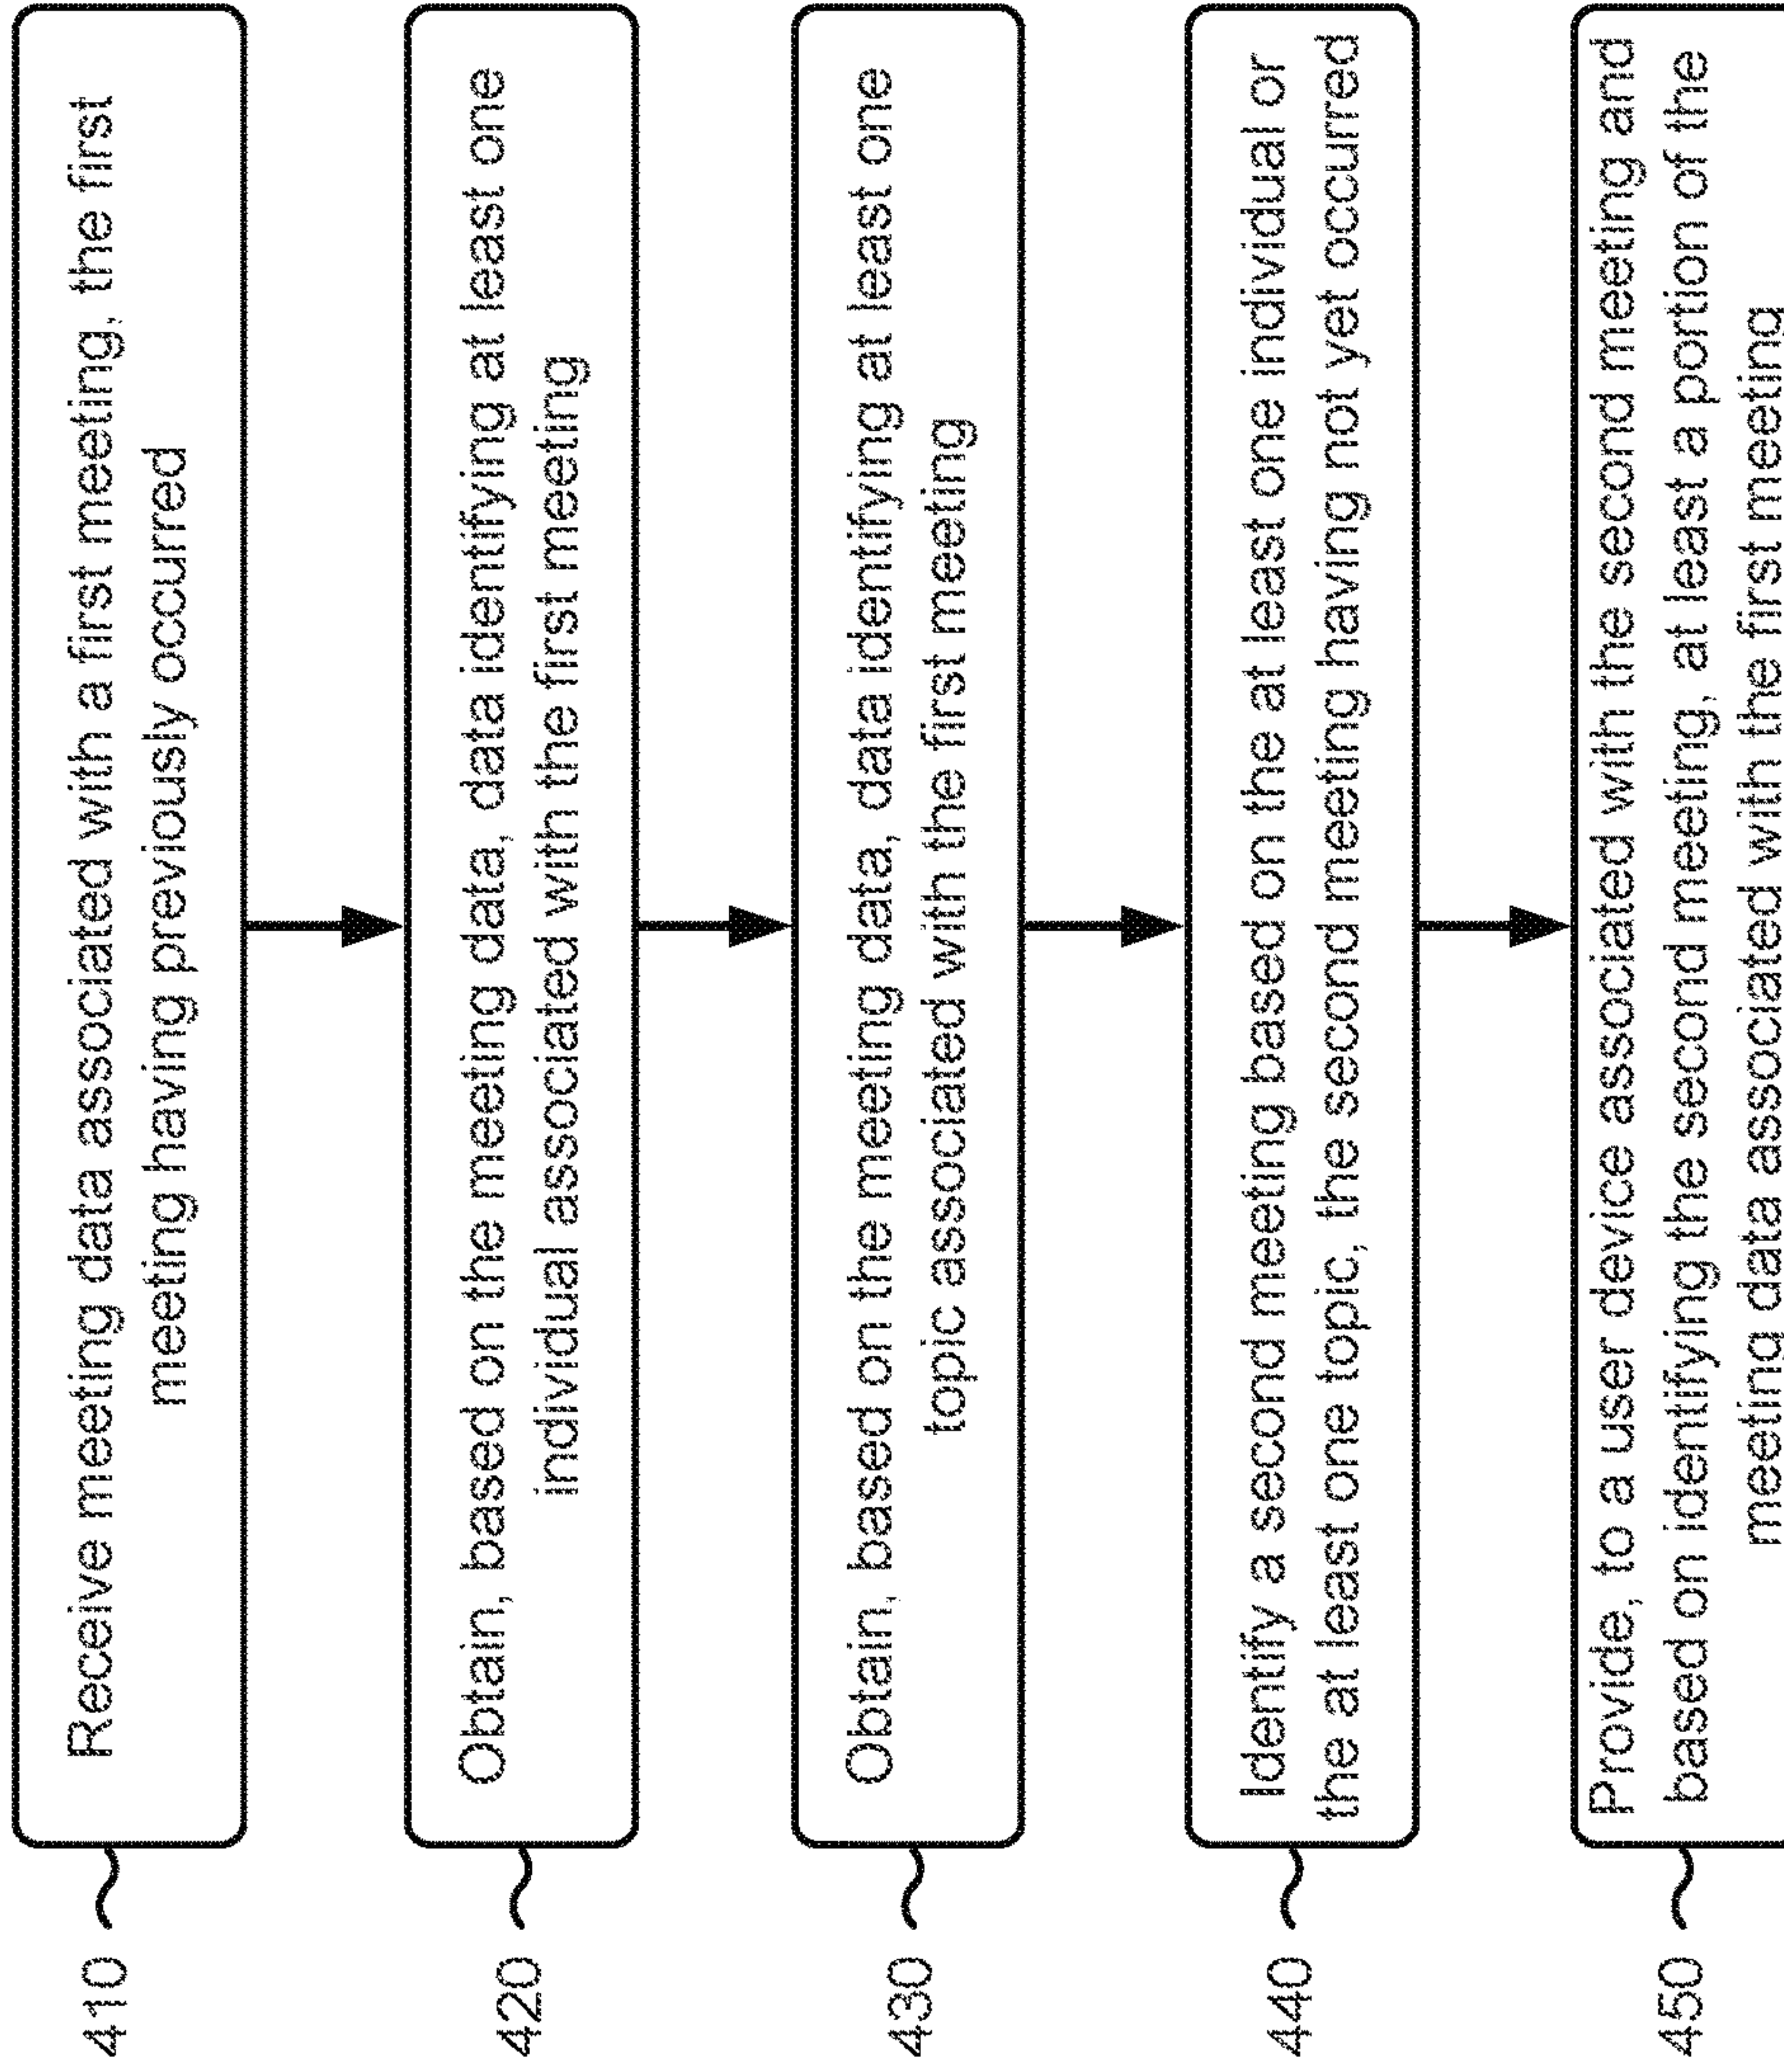 410
Receive meeting data associated with a first meeting, the first
meeting having previously occurred
420
Obtain, based on the meeting data, data identifying at least one
individual associated with the first meeting
430
Obtain, based on the meeting data, data identifying at least one
topic associated with the first meeting
440
Identify a second meeting based on the at least one individual or
the at least one topic, the second meeting having not yet occurred
450
Provide, to a user device associated with the second meeting and
based on identifying the second meeting, at least a portion of the
meeting data associated with the first meeting